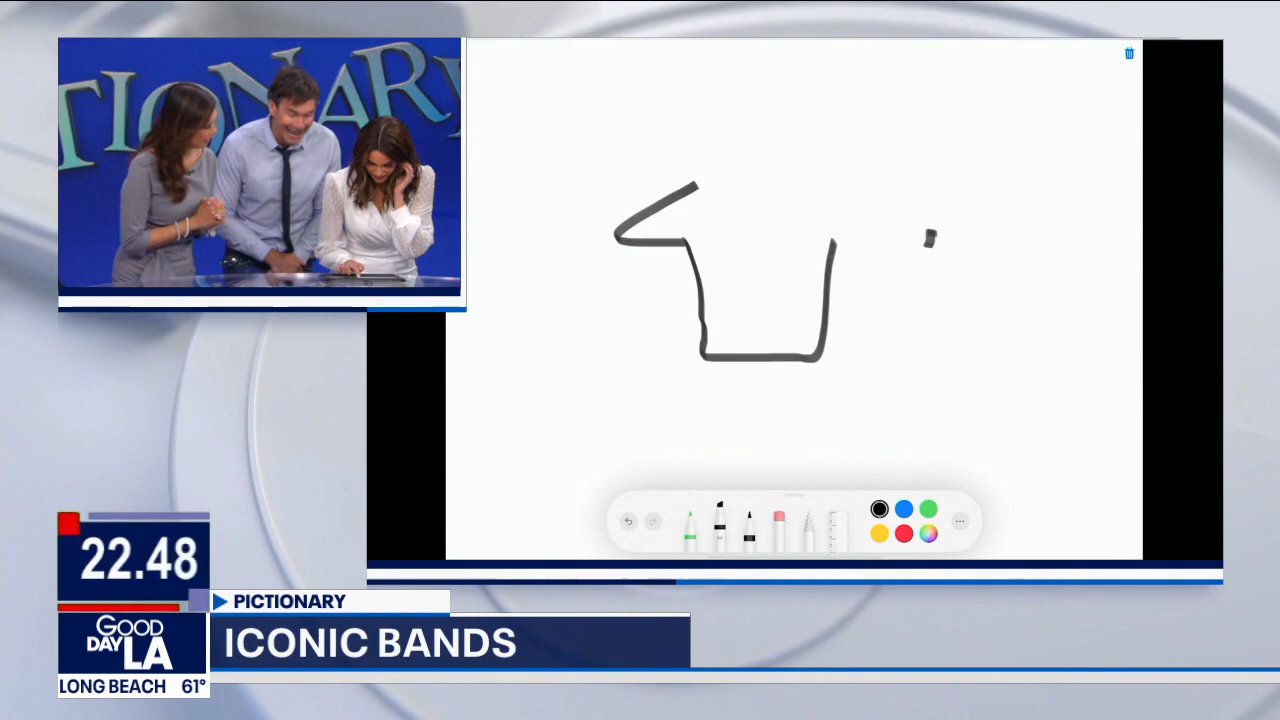 TIONARY
22.48
PICTIONARY
ICONIC BANDS
GOOD
DAY LA
LONG BEACH 61°